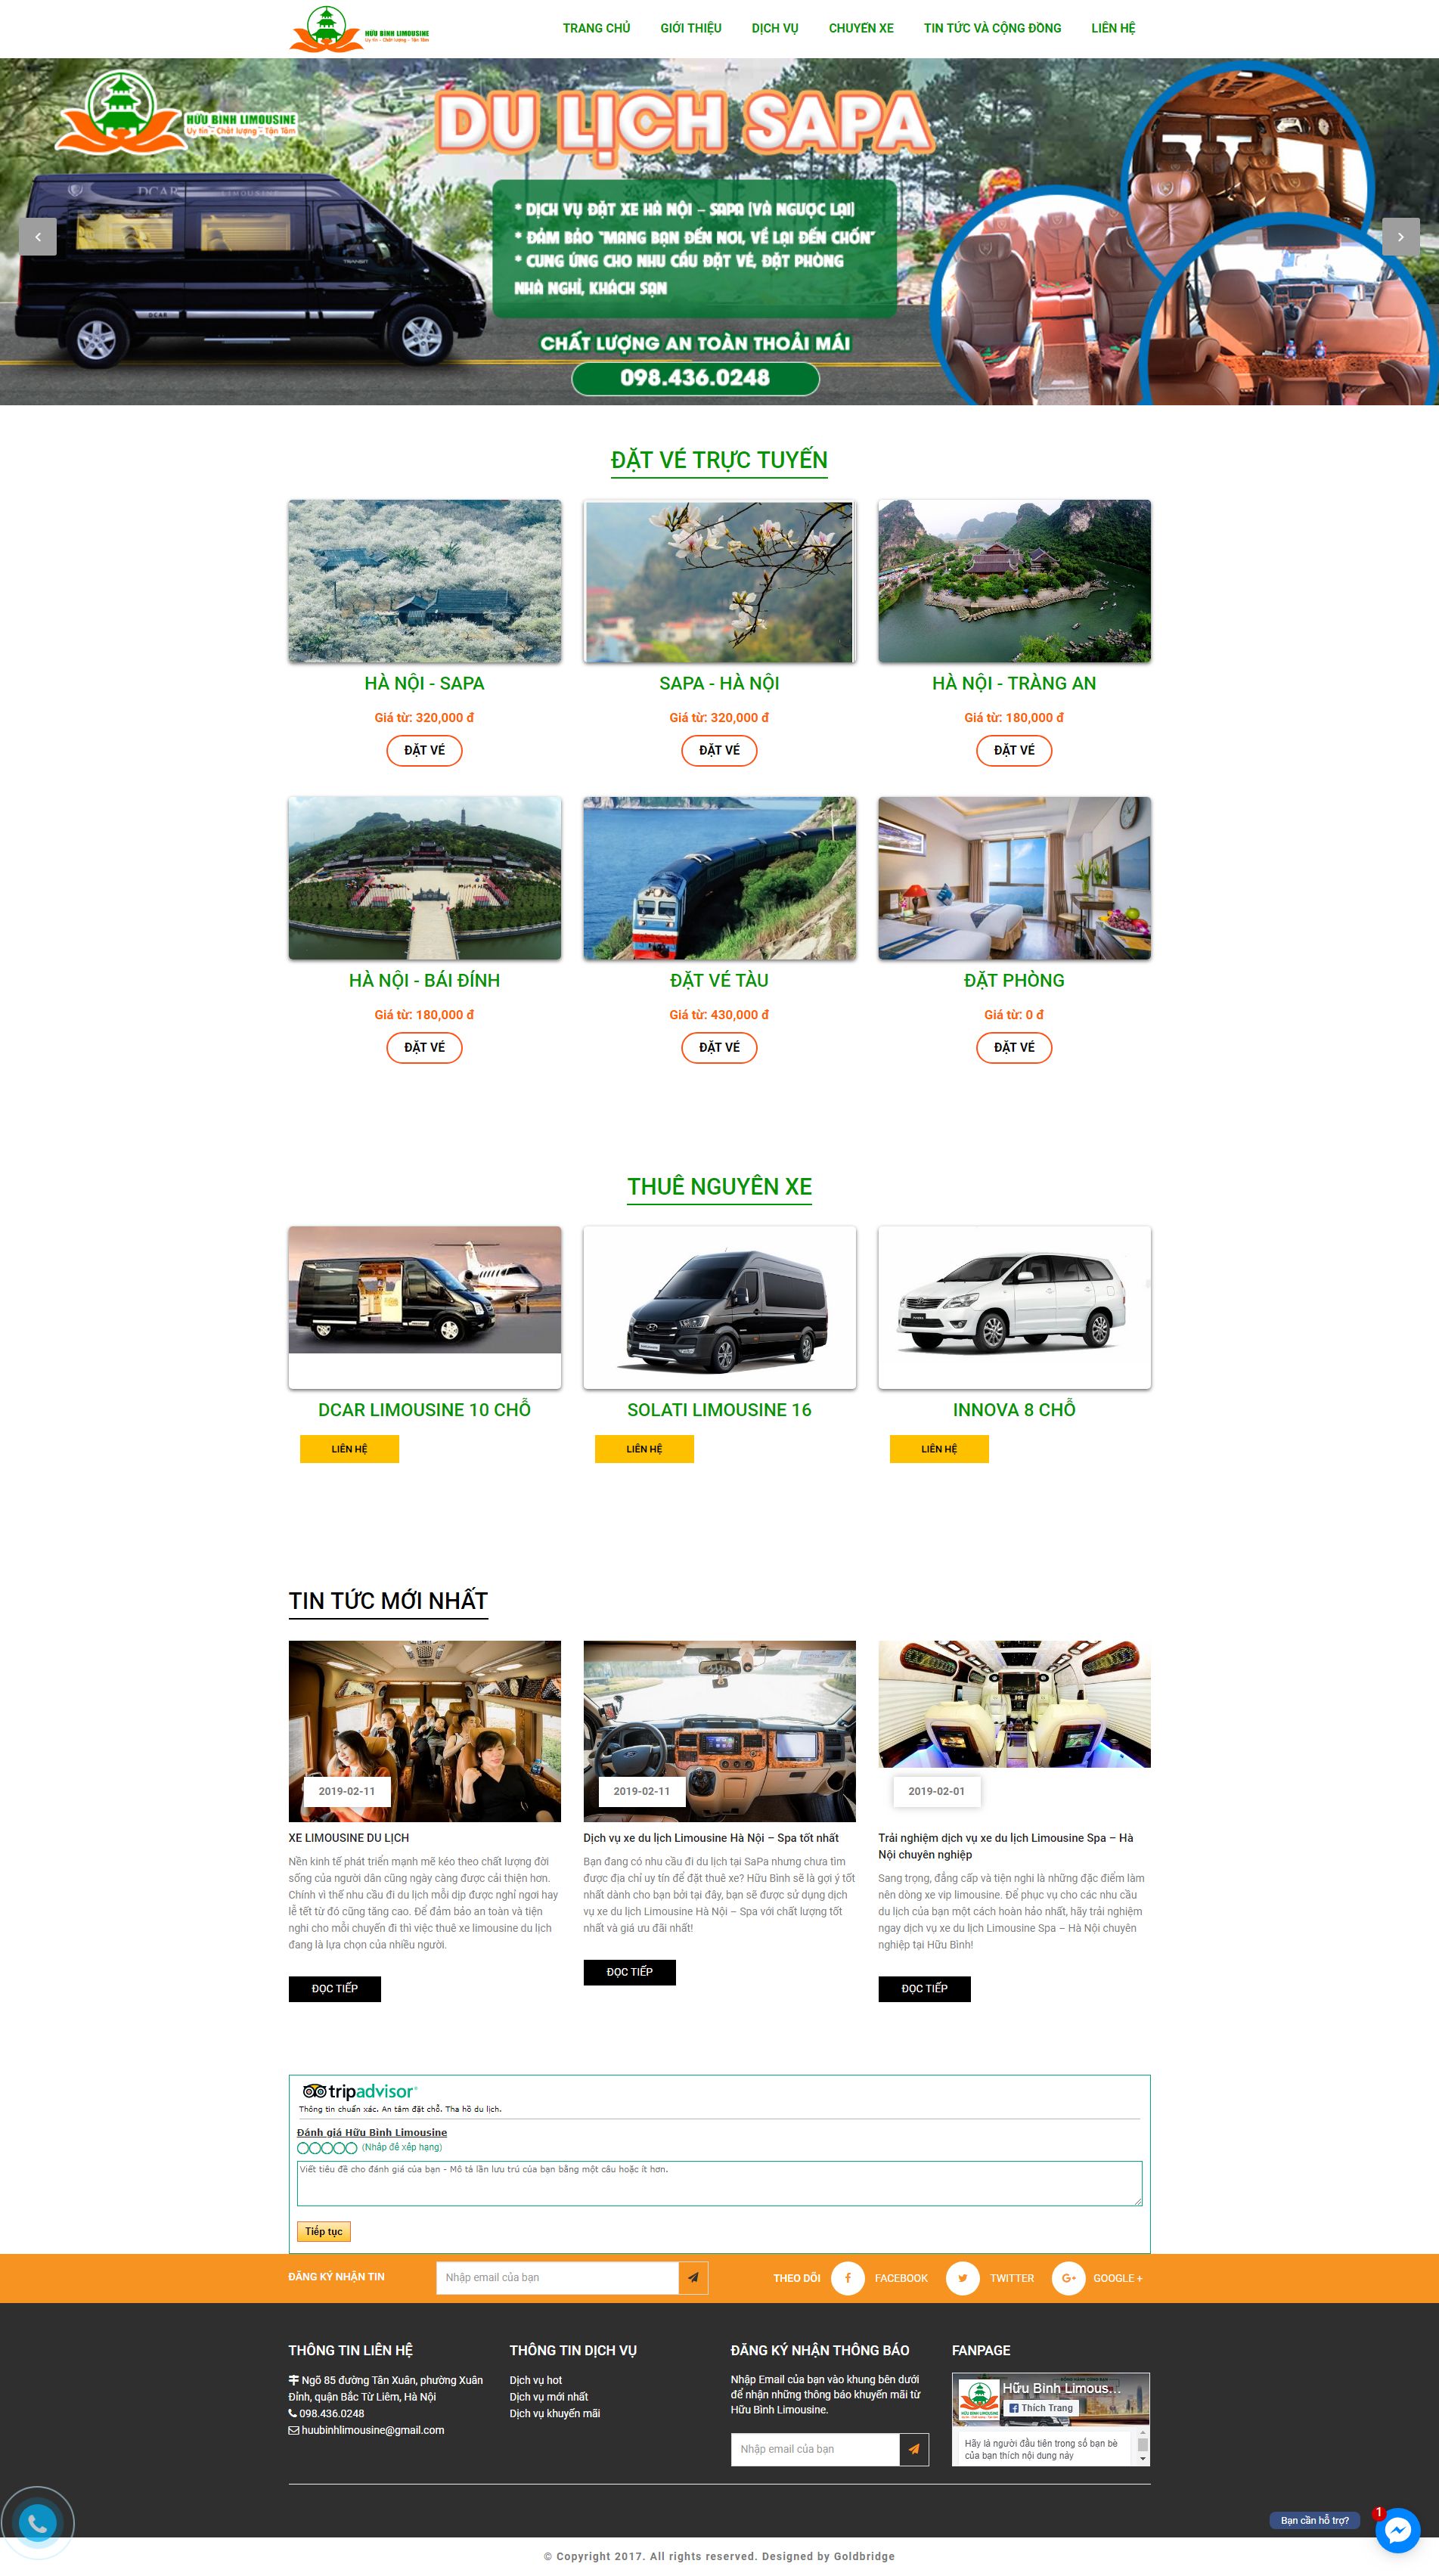 HỮU BÌNH LIMOUSINE
Uy tín - Chất lượng - Tận Tâm
TRANG CHỦ
GIỚI THIỆU
DỊCH VỤ
CHUYẾN XE
TIN TỨC VÀ CỘNG ĐỒNG
LIÊN HỆ
HỮU BÌNH LIMOUSINE
Uy tín - Chất lượng - Tận Tâm
DU LỊCH SAPA
DCAR LIMOUSINE
TRANSIT
DCAR
* DỊCH VỤ ĐẶT XE HÀ NỘI – SAPA (VÀ NGƯỢC LẠI)
* ĐẢM BẢO "MANG BẠN ĐẾN NƠI, VỀ LẠI ĐẾN CHỐN"
* CUNG ỨNG CHO NHU CẦU ĐẶT VÉ, ĐẶT PHÒNG
NHÀ NGHỈ, KHÁCH SẠN
CHẤT LƯỢNG AN TOÀN THOẢI MÁI
098.436.0248
ĐẶT VÉ TRỰC TUYẾN
HÀ NỘI - SAPA
SAPA - HÀ NỘI
HÀ NỘI - TRÀNG AN
Giá từ: 320,000 đ
Giá từ: 320,000 đ
Giá từ: 180,000 đ
ĐẶT VÉ
ĐẶT VÉ
ĐẶT VÉ
HÀ NỘI - BÁI ĐÍNH
ĐẶT VÉ TÀU
ĐẶT PHÒNG
Giá từ: 180,000 đ
Giá từ: 430,000 đ
Giá từ: 0 đ
ĐẶT VÉ
ĐẶT VÉ
ĐẶT VÉ
THUÊ NGUYÊN XE
DCAR LIMOUSINE 10 CHỖ
SOLATI LIMOUSINE 16
INNOVA 8 CHỖ
LIÊN HỆ
LIÊN HỆ
LIÊN HỆ
TIN TỨC MỚI NHẤT
2019-02-11
XE LIMOUSINE DU LỊCH
Nền kinh tế phát triển mạnh mẽ kéo theo chất lượng đời
sống của người dân cũng ngày càng được cải thiện hơn.
Chính vì thế nhu cầu đi du lịch mỗi dịp được nghỉ ngơi hay
lễ tết từ đó cũng tăng cao. Để đảm bảo an toàn và tiện
nghi cho mỗi chuyến đi thì việc thuê xe limousine du lịch
đang là lựa chọn của nhiều người.
ĐỌC TIẾP
2019-02-11
Dịch vụ xe du lịch Limousine Hà Nội – Spa tốt nhất
Bạn đang có nhu cầu đi du lịch tại SaPa nhưng chưa tìm
được địa chỉ uy tín để đặt thuê xe? Hữu Bình sẽ là gợi ý tốt
nhất dành cho bạn bởi tại đây, bạn sẽ được sử dụng dịch
vụ xe du lịch Limousine Hà Nội – Spa với chất lượng tốt
nhất và giá ưu đãi nhất!
ĐỌC TIẾP
2019-02-01
Trải nghiệm dịch vụ xe du lịch Limousine Spa – Hà
Nội chuyên nghiệp
Sang trọng, đẳng cấp và tiện nghi là những đặc điểm làm
nên dòng xe vip limousine. Để phục vụ cho các nhu cầu
du lịch của bạn một cách hoàn hảo nhất, hãy trải nghiệm
ngay dịch vụ xe du lịch Limousine Spa – Hà Nội chuyên
nghiệp tại Hữu Bình!
ĐỌC TIẾP
tripadvisor
Thông tin chuẩn xác. An tâm đặt chỗ. Tha hồ du lịch.
Đánh giá Hữu Bình Limousine
(Nhấp để xếp hạng)
Viết tiêu đề cho đánh giá của bạn - Mô tả lần lưu trú của bạn bằng một câu hoặc ít hơn.
Tiếp tục
ĐĂNG KÝ NHẬN TIN
Nhập email của bạn
THEO DÕI
FACEBOOK
TWITTER
GOOGLE +
THÔNG TIN LIÊN HỆ
Ngõ 85 đường Tân Xuân, phường Xuân
Đỉnh, quận Bắc Từ Liêm, Hà Nội
098.436.0248
huubinhlimousine@gmail.com
THÔNG TIN DỊCH VỤ
Dịch vụ hot
Dịch vụ mới nhất
Dịch vụ khuyến mãi
ĐĂNG KÝ NHẬN THÔNG BÁO
Nhập Email của bạn vào khung bên dưới
để nhận những thông báo khuyến mãi từ
Hữu Bình Limousine.
Nhập email của bạn
FANPAGE
Hữu Bình Limous...
Thích Trang
Hãy là người đầu tiên trong số bạn bè
của bạn thích nội dung này
Bạn cần hỗ trợ?
1
© Copyright 2017. All rights reserved. Designed by Goldbridge